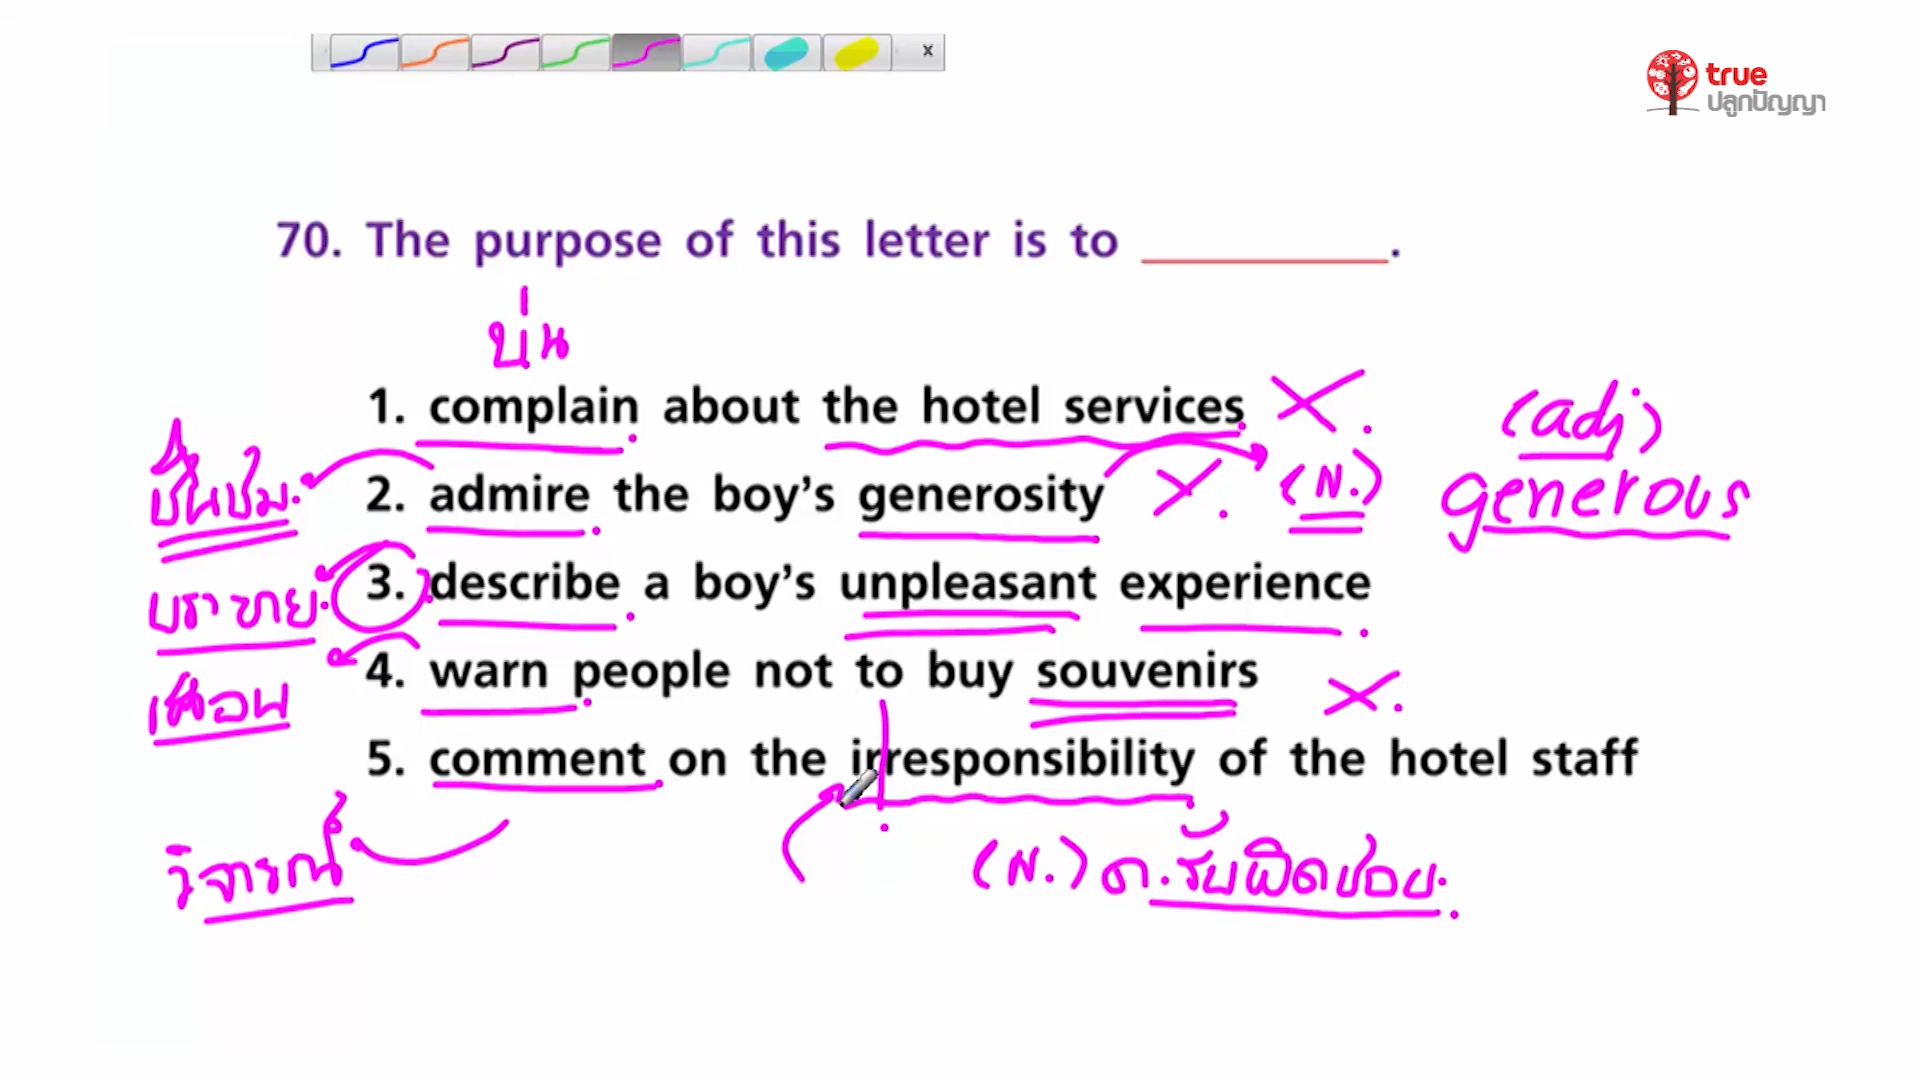 x
true
ปลูกปัญญา
70. The purpose of this letter is to __________.
บ่น
1. complain about the hotel services
(adj)
ชื่นชม
2. admire the boy's generosity
(N.)
generous
บรรยาย
3. describe a boy's unpleasant experience
4. warn people not to buy souvenirs
เตือน
5. comment on the irresponsibility of the hotel staff
วิจารณ์
(N.) ค.รับผิดชอบ